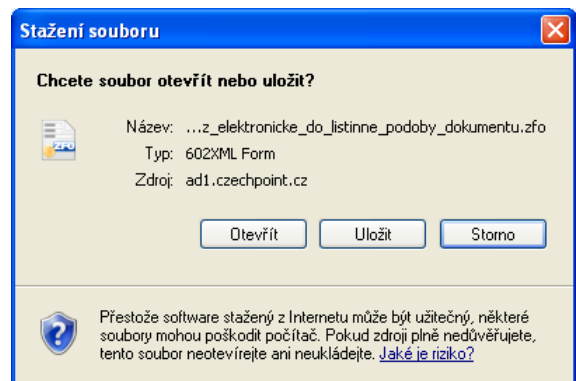 Stažení souboru
Chcete soubor otevřít nebo uložit?
ZFO
Název: ...z_elektronicke_do_listinne_podoby_dokumentu.zfo
Typ: 602XML Form
Zdroj: ad1.czechpoint.cz
Otevřít Uložit Storno
Přestože software stažený z Internetu může být užitečný, některé
soubory mohou poškodit počítač. Pokud zdroji plně nedůvěřujete,
tento soubor neotevírejte ani neukládejte. Jaké je riziko?